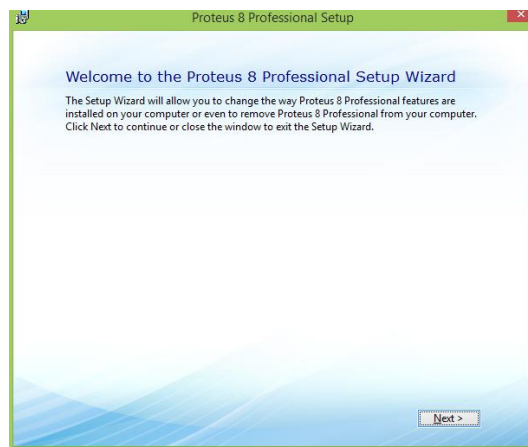 Proteus 8 Professional Setup
Welcome to the Proteus 8 Professional Setup Wizard
The Setup Wizard will allow you to change the way Proteus 8 Professional features are
installed on your computer or even to remove Proteus 8 Professional from your computer.
Click Next to continue or close the window to exit the Setup Wizard.
Next >